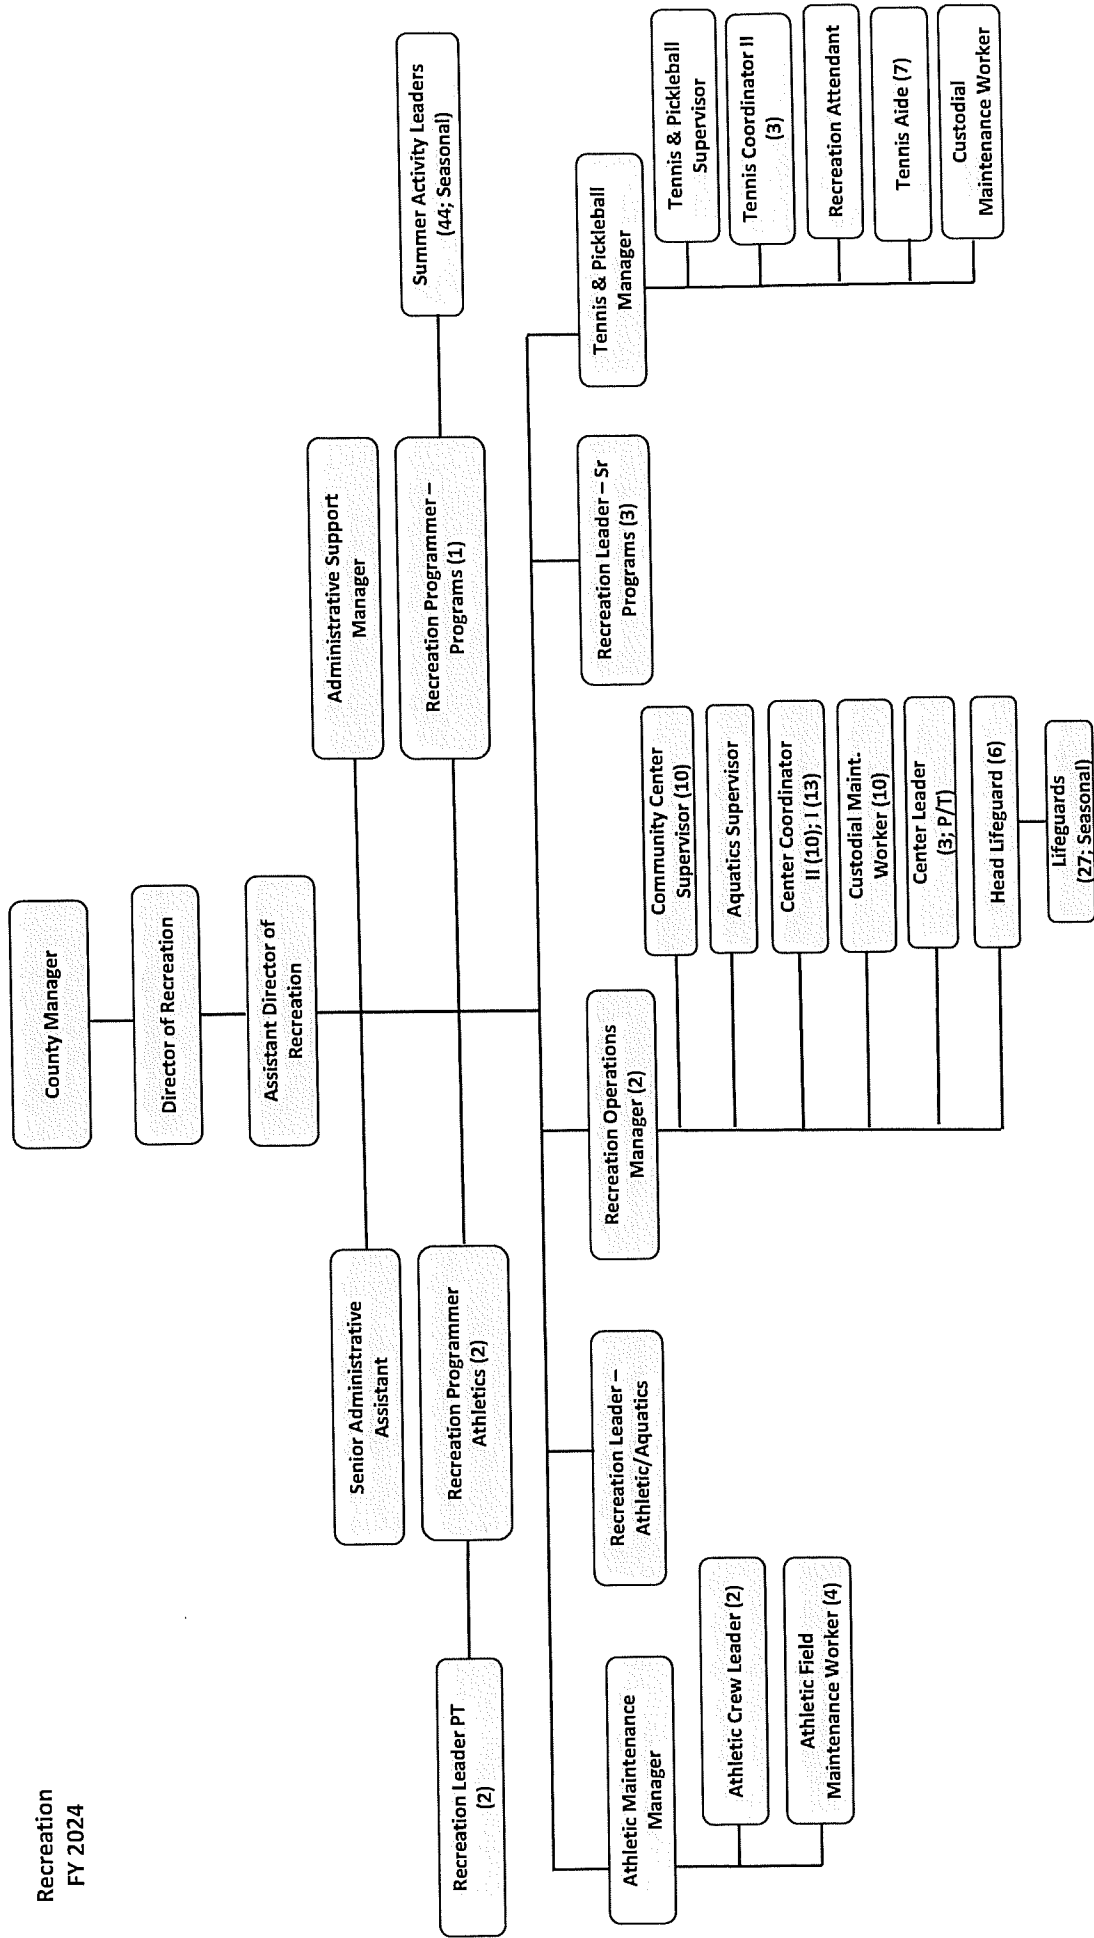 Recreation
FY 2024
County Manager
Director of Recreation
Assistant Director of
Recreation
Senior Administrative
Assistant
Administrative Support
Manager
Recreation Leader PT
(2)
Recreation Programmer
Athletics (2)
Recreation Programmer –
Programs (1)
Summer Activity Leaders
(44; Seasonal)
Athletic Maintenance
Manager
Athletic Crew Leader (2)
Athletic Field
Maintenance Worker (4)
Recreation Leader –
Athletic/Aquatics
Recreation Operations
Manager (2)
Community Center
Supervisor (10)
Aquatics Supervisor
Center Coordinator
II (10); I (13)
Custodial Maint.
Worker (10)
Center Leader
(3; P/T)
Head Lifeguard (6)
Lifeguards
(27; Seasonal)
Recreation Leader – Sr
Programs (3)
Tennis & Pickleball
Manager
Tennis & Pickleball
Supervisor
Tennis Coordinator II
(3)
Recreation Attendant
Tennis Aide (7)
Custodial
Maintenance Worker